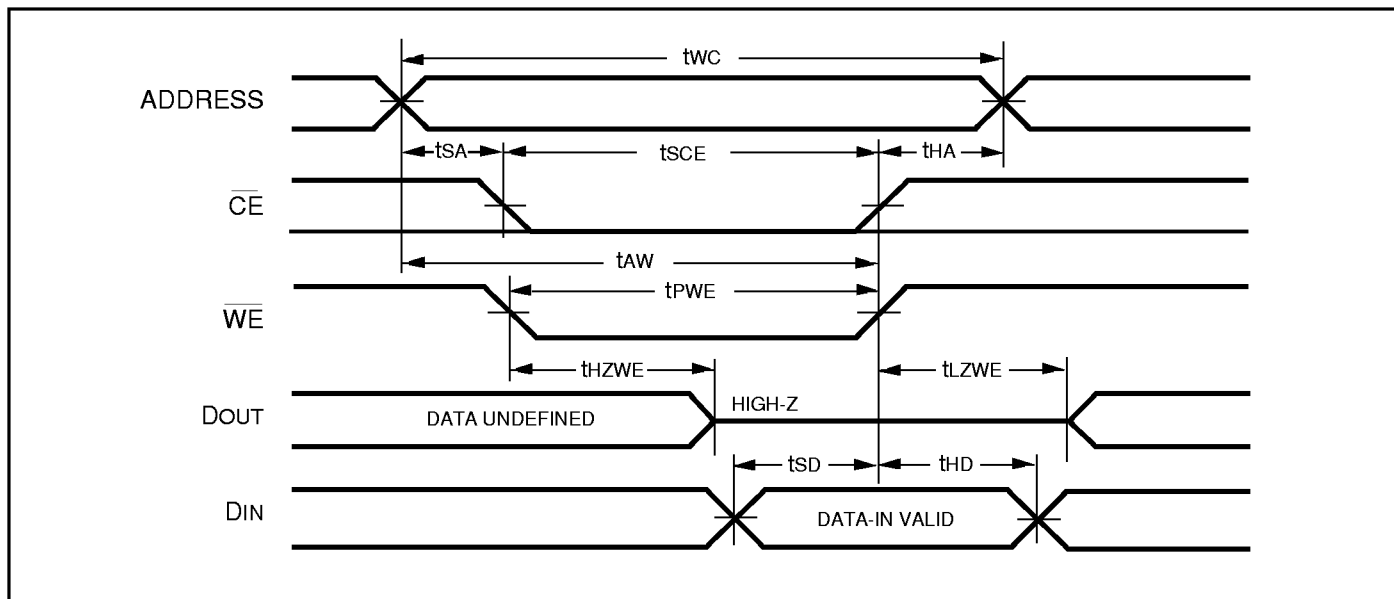 tWC
ADDRESS
tSA
tSCE
tHA
CE
tAW
tPWE
WE
tHZWE
tLZWE
DOUT
DATA UNDEFINED
HIGH-Z
tSD
tHD
DIN
DATA-IN VALID